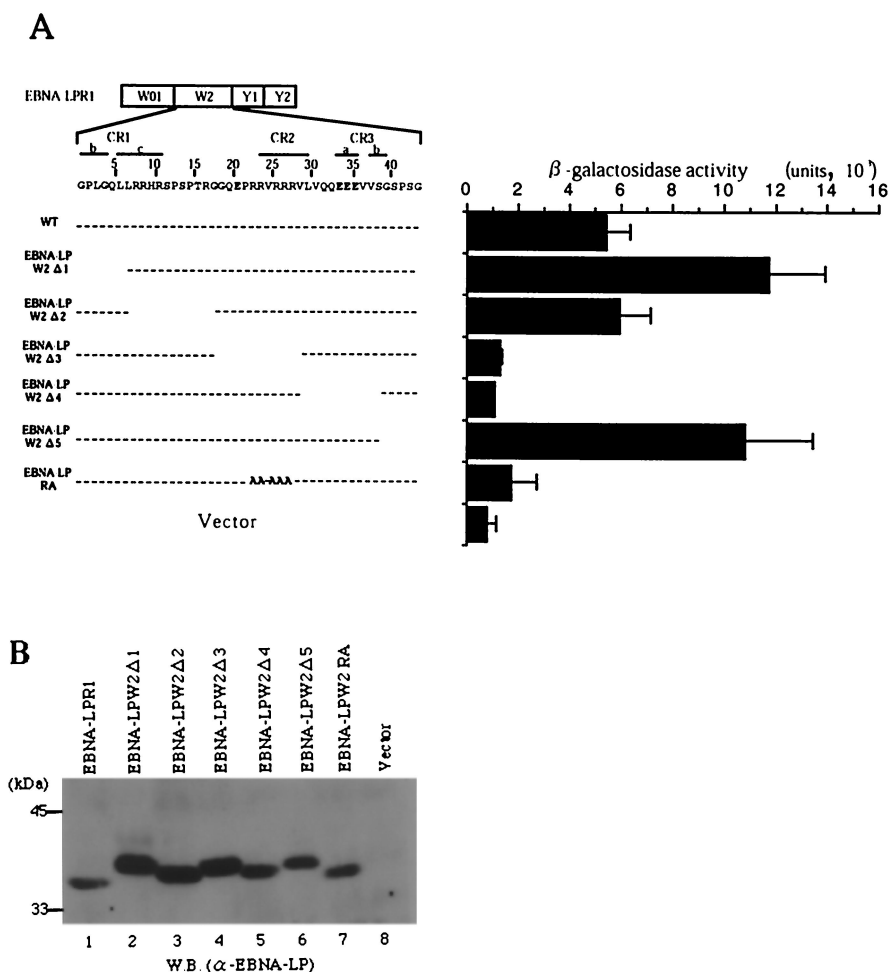 A
EBNA LPR1 W01 W2 Y1 Y2
CR1 CR2 CR3
b c a b
5 10 15 20 25 30 35 40
GPLGQLLRRHRSPSPTRGGQEPRRVRRRVLVQQEEEVVSGSPSG
WT
EBNA-LP
W2 Δ1
EBNA-LP
W2 Δ2
EBNA LP
W2 Δ3
EBNA LP
W2 Δ4
EBNA-LP
W2 Δ5
EBNA LP
RA
AA-AAA
Vector
β-galactosidase activity (units, 10³)
0 2 4 6 8 10 12 14 16
B
EBNA-LPR1
EBNA-LPW2Δ1
EBNA-LPW2Δ2
EBNA-LPW2Δ3
EBNA-LPW2Δ4
EBNA-LPW2Δ5
EBNA-LPW2RA
Vector
(kDa)
45
33
1 2 3 4 5 6 7 8
W.B. (α-EBNA-LP)